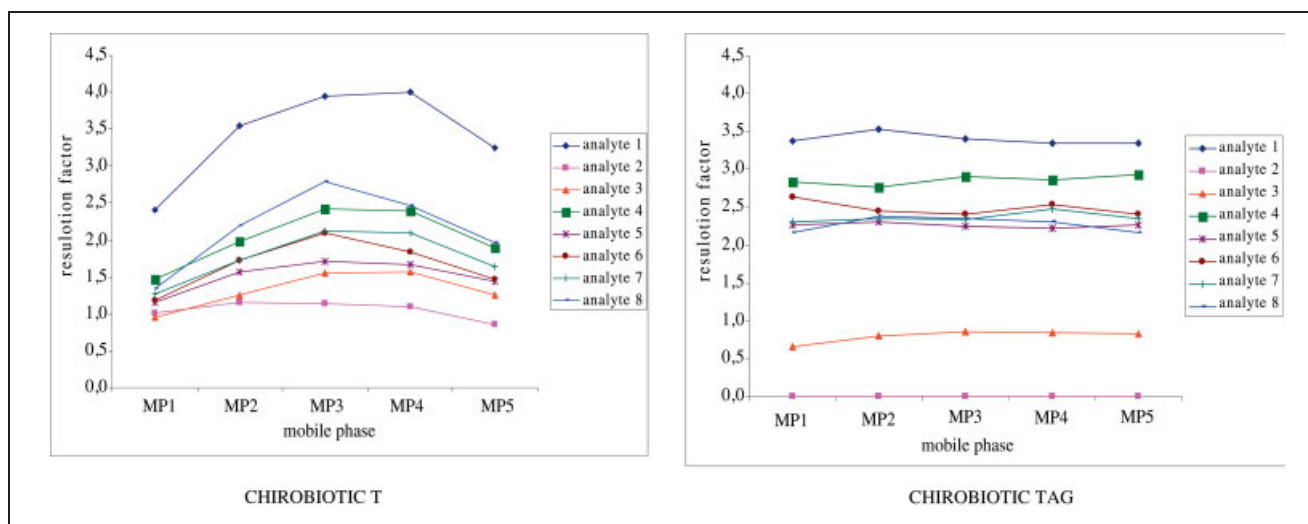 4,5
4,0
3,5
3,0
2,5
2,0
1,5
1,0
0,5
0,0
resulotion factor
MP1 MP2 MP3 MP4 MP5
mobile phase
analyte 1
analyte 2
analyte 3
analyte 4
analyte 5
analyte 6
analyte 7
analyte 8
CHIROBIOTIC T
4,5
4,0
3,5
3,0
2,5
2,0
1,5
1,0
0,5
0,0
resulotion factor
MP1 MP2 MP3 MP4 MP5
mobile phase
analyte 1
analyte 2
analyte 3
analyte 4
analyte 5
analyte 6
analyte 7
analyte 8
CHIROBIOTIC TAG